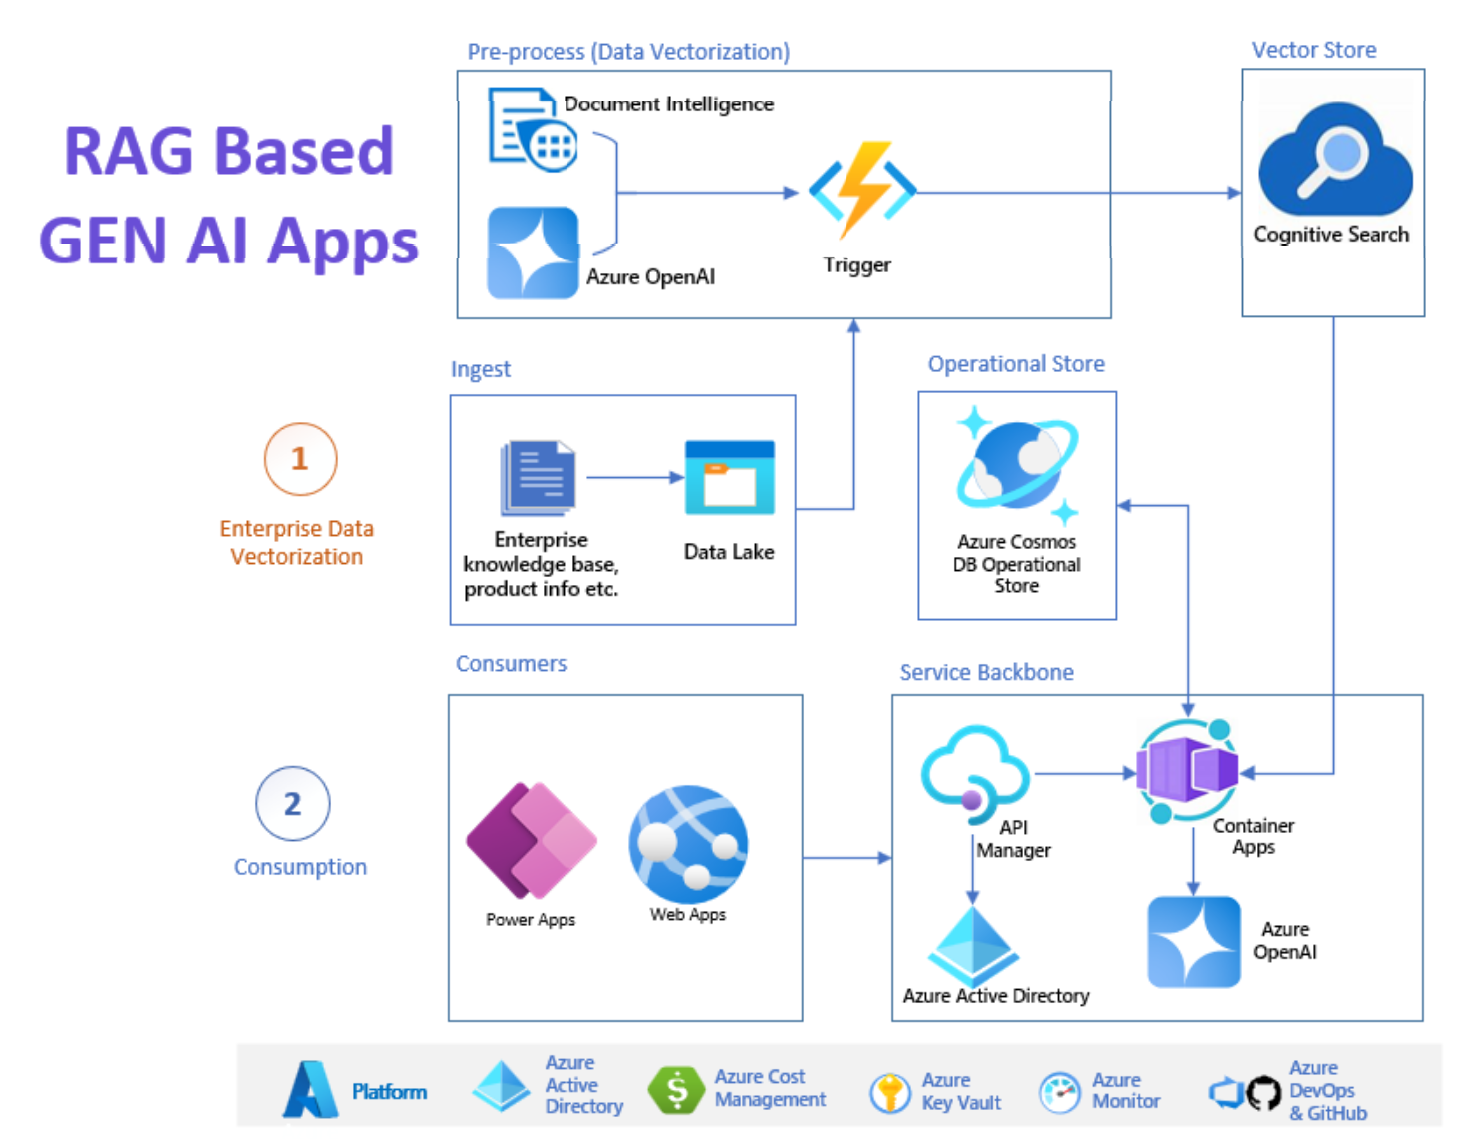 RAG Based
GEN AI Apps
Pre-process (Data Vectorization)
Document Intelligence
Azure OpenAI
Trigger
Vector Store
Cognitive Search
1
Enterprise Data
Vectorization
Ingest
Enterprise
knowledge base,
product info etc.
Data Lake
Operational Store
Azure Cosmos
DB Operational
Store
2
Consumption
Consumers
Power Apps
Web Apps
Service Backbone
API
Manager
Container
Apps
Azure Active Directory
Azure
OpenAI
Platform
Azure
Active
Directory
$
Azure Cost
Management
Azure
Key Vault
Azure
Monitor
Azure
DevOps
& GitHub